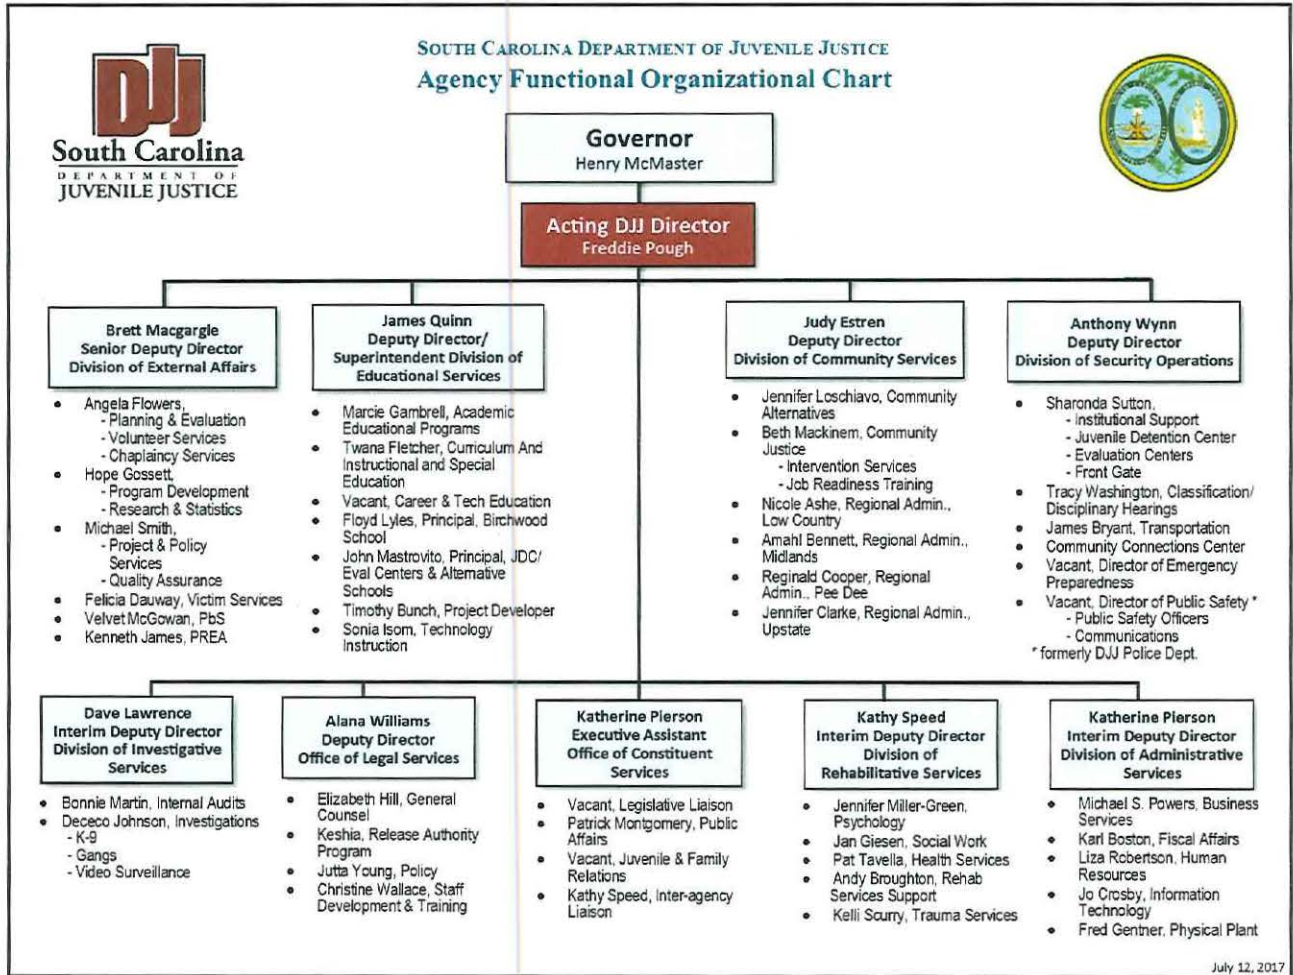 DJJ
South Carolina
DEPARTMENT OF
JUVENILE JUSTICE
SOUTH CAROLINA DEPARTMENT OF JUVENILE JUSTICE
Agency Functional Organizational Chart
Governor
Henry McMaster
Acting DJJ Director
Freddie Pough
Brett Macgargle
Senior Deputy Director
Division of External Affairs
• Angela Flowers,
- Planning & Evaluation
- Volunteer Services
- Chaplaincy Services
• Hope Gossett,
- Program Development
- Research & Statistics
• Michael Smith,
- Project & Policy
Services
- Quality Assurance
• Felicia Dauway, Victim Services
• Velvet McGowan, PbS
• Kenneth James, PREA
James Quinn
Deputy Director/
Superintendent Division of
Educational Services
• Marcie Gambrell, Academic
Educational Programs
• Twana Fletcher, Curriculum And
Instructional and Special
Education
• Vacant, Career & Tech Education
• Floyd Lyles, Principal, Birchwood
School
• John Mastrovito, Principal, JDC/
Eval Centers & Alternative
Schools
• Timothy Bunch, Project Developer
• Sonia Isom, Technology
Instruction
Judy Estren
Deputy Director
Division of Community Services
• Jennifer Loschiavo, Community
Alternatives
• Beth Mackinem, Community
Justice
- Intervention Services
- Job Readiness Training
• Nicole Ashe, Regional Admin.,
Low Country
• Amahl Bennett, Regional Admin.,
Midlands
• Reginald Cooper, Regional
Admin., Pee Dee
• Jennifer Clarke, Regional Admin.,
Upstate
Anthony Wynn
Deputy Director
Division of Security Operations
• Sharonda Sutton,
- Institutional Support
- Juvenile Detention Center
- Evaluation Centers
- Front Gate
• Tracy Washington, Classification/
Disciplinary Hearings
• James Bryant, Transportation
• Community Connections Center
• Vacant, Director of Emergency
Preparedness
• Vacant, Director of Public Safety *
- Public Safety Officers
- Communications
* formerly DJJ Police Dept.
Dave Lawrence
Interim Deputy Director
Division of Investigative
Services
• Bonnie Martin, Internal Audits
• Dececo Johnson, Investigations
- K-9
- Gangs
- Video Surveillance
Alana Williams
Deputy Director
Office of Legal Services
• Elizabeth Hill, General
Counsel
• Keshia, Release Authority
Program
• Jutta Young, Policy
• Christine Wallace, Staff
Development & Training
Katherine Pierson
Executive Assistant
Office of Constituent
Services
• Vacant, Legislative Liaison
• Patrick Montgomery, Public
Affairs
• Vacant, Juvenile & Family
Relations
• Kathy Speed, Inter-agency
Liaison
Kathy Speed
Interim Deputy Director
Division of
Rehabilitative Services
• Jennifer Miller-Green,
Psychology
• Jan Giesen, Social Work
• Pat Tavella, Health Services
• Andy Broughton, Rehab
Services Support
• Kelli Scurry, Trauma Services
Katherine Pierson
Interim Deputy Director
Division of Administrative
Services
• Michael S. Powers, Business
Services
• Karl Boston, Fiscal Affairs
• Liza Robertson, Human
Resources
• Jo Crosby, Information
Technology
• Fred Gentner, Physical Plant
July 12, 2017